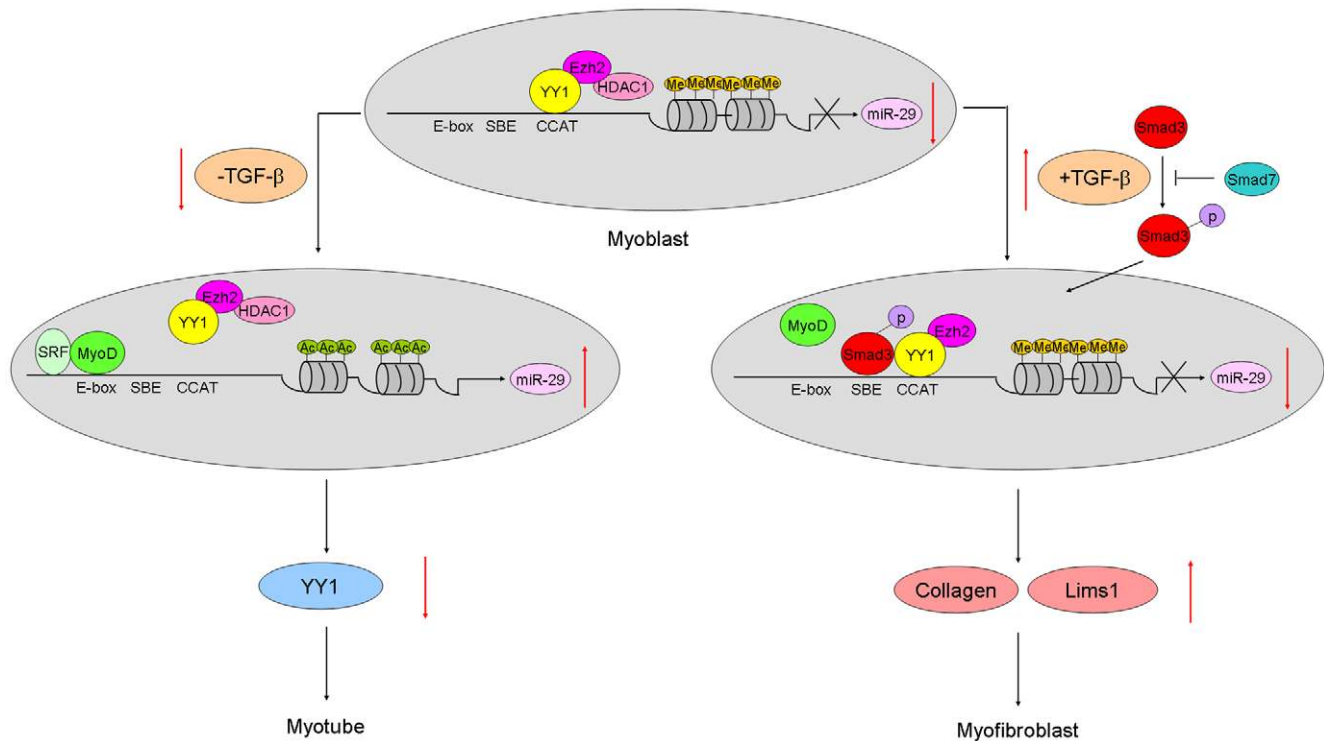 Ezh2
YY1
HDAC1
Me Me Me Me Me Me
miR-29
E-box SBE CCAT
Myoblast
-TGF-β
+TGF-β
Smad3
Smad7
p
Smad3
Ezh2
YY1
HDAC1
SRF
MyoD
Ac Ac Ac Ac Ac Ac
miR-29
E-box SBE CCAT
MyoD
p
Smad3
Ezh2
YY1
Me Me Me Me Me Me
miR-29
E-box SBE CCAT
YY1
Collagen
Lims1
Myotube
Myofibroblast